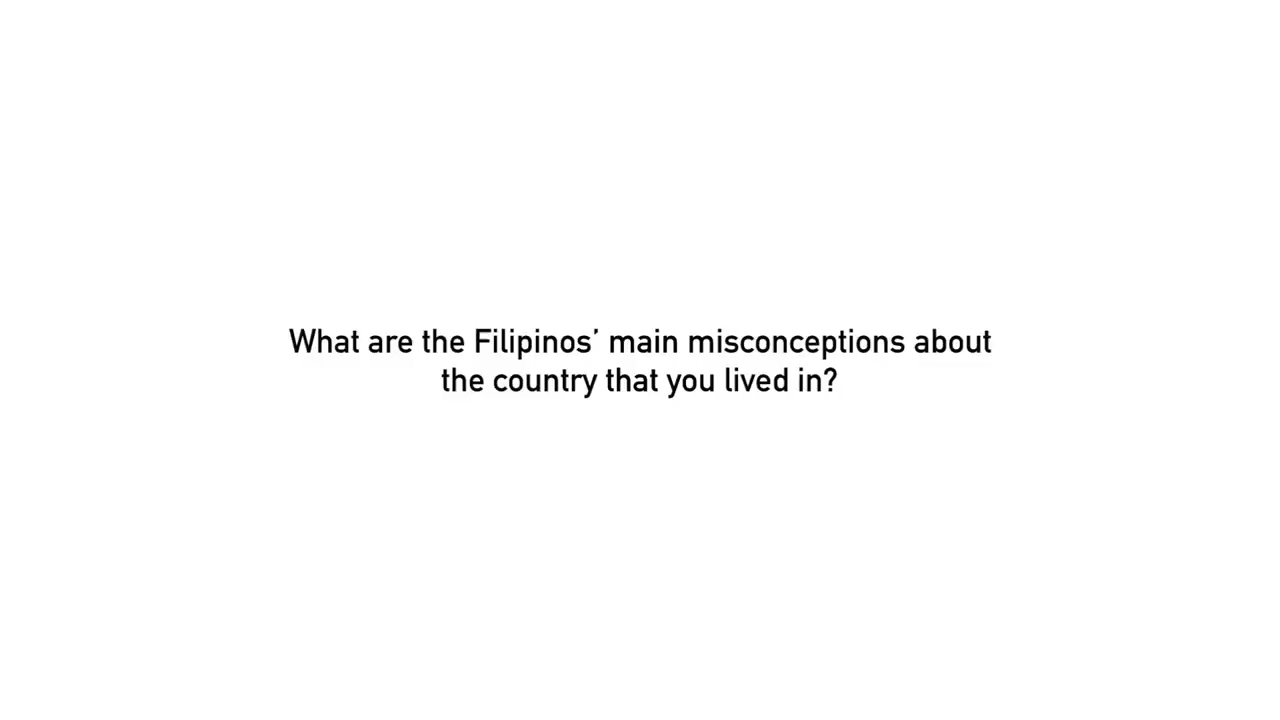 What are the Filipinos’ main misconceptions about
the country that you lived in?